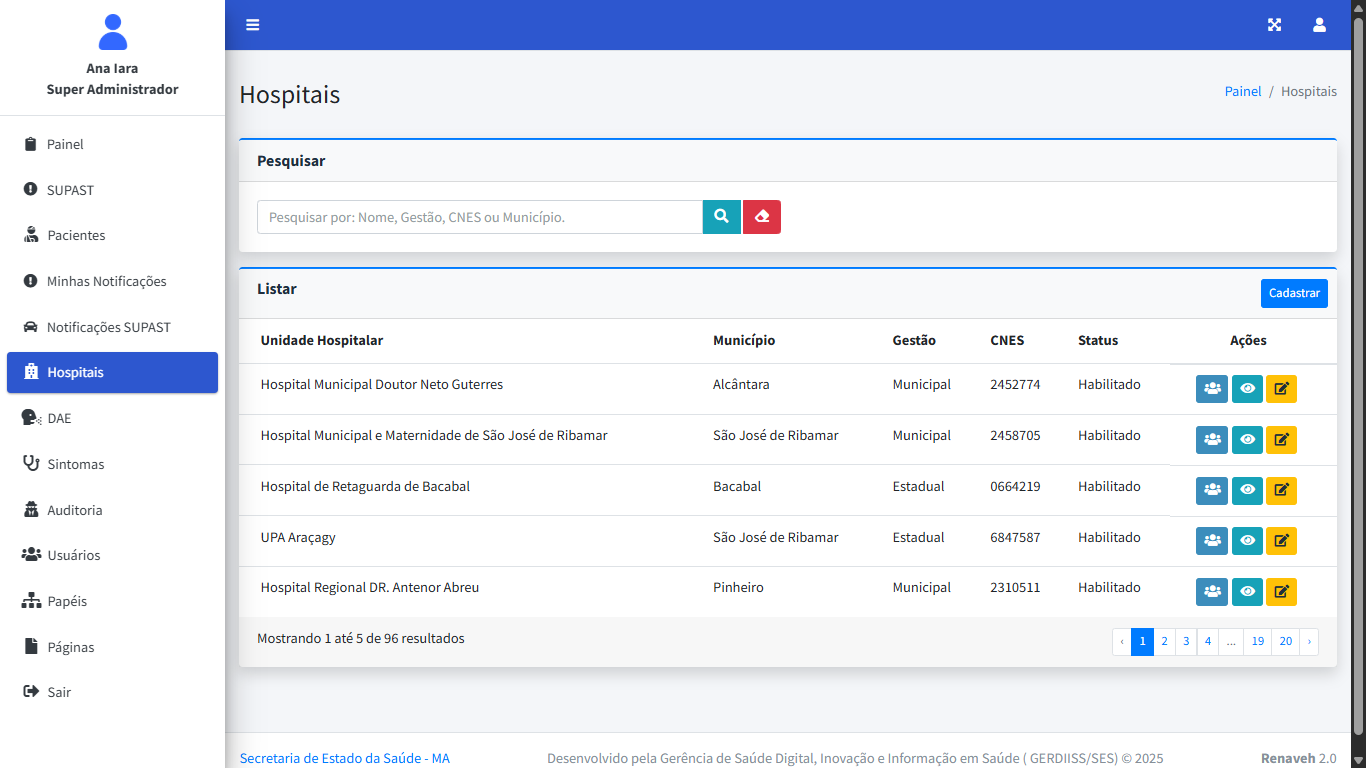 Ana Iara
Super Administrador
Painel
SUPAST
Pacientes
Minhas Notificações
Notificações SUPAST
Hospitais
DAE
Sintomas
Auditoria
Usuários
Papéis
Páginas
Sair
Hospitais
Painel / Hospitais
Pesquisar
Pesquisar por: Nome, Gestão, CNES ou Município.
Listar
Cadastrar
Unidade Hospitalar Município Gestão CNES Status Ações
Hospital Municipal Doutor Neto Guterres Alcântara Municipal 2452774 Habilitado
Hospital Municipal e Maternidade de São José de Ribamar São José de Ribamar Municipal 2458705 Habilitado
Hospital de Retaguarda de Bacabal Bacabal Estadual 0664219 Habilitado
UPA Araçagy São José de Ribamar Estadual 6847587 Habilitado
Hospital Regional DR. Antenor Abreu Pinheiro Municipal 2310511 Habilitado
Mostrando 1 até 5 de 96 resultados
‹ 1 2 3 4 ... 19 20 ›
Secretaria de Estado da Saúde - MA
Desenvolvido pela Gerência de Saúde Digital, Inovação e Informação em Saúde ( GERDIISS/SES) © 2025
Renaveh 2.0